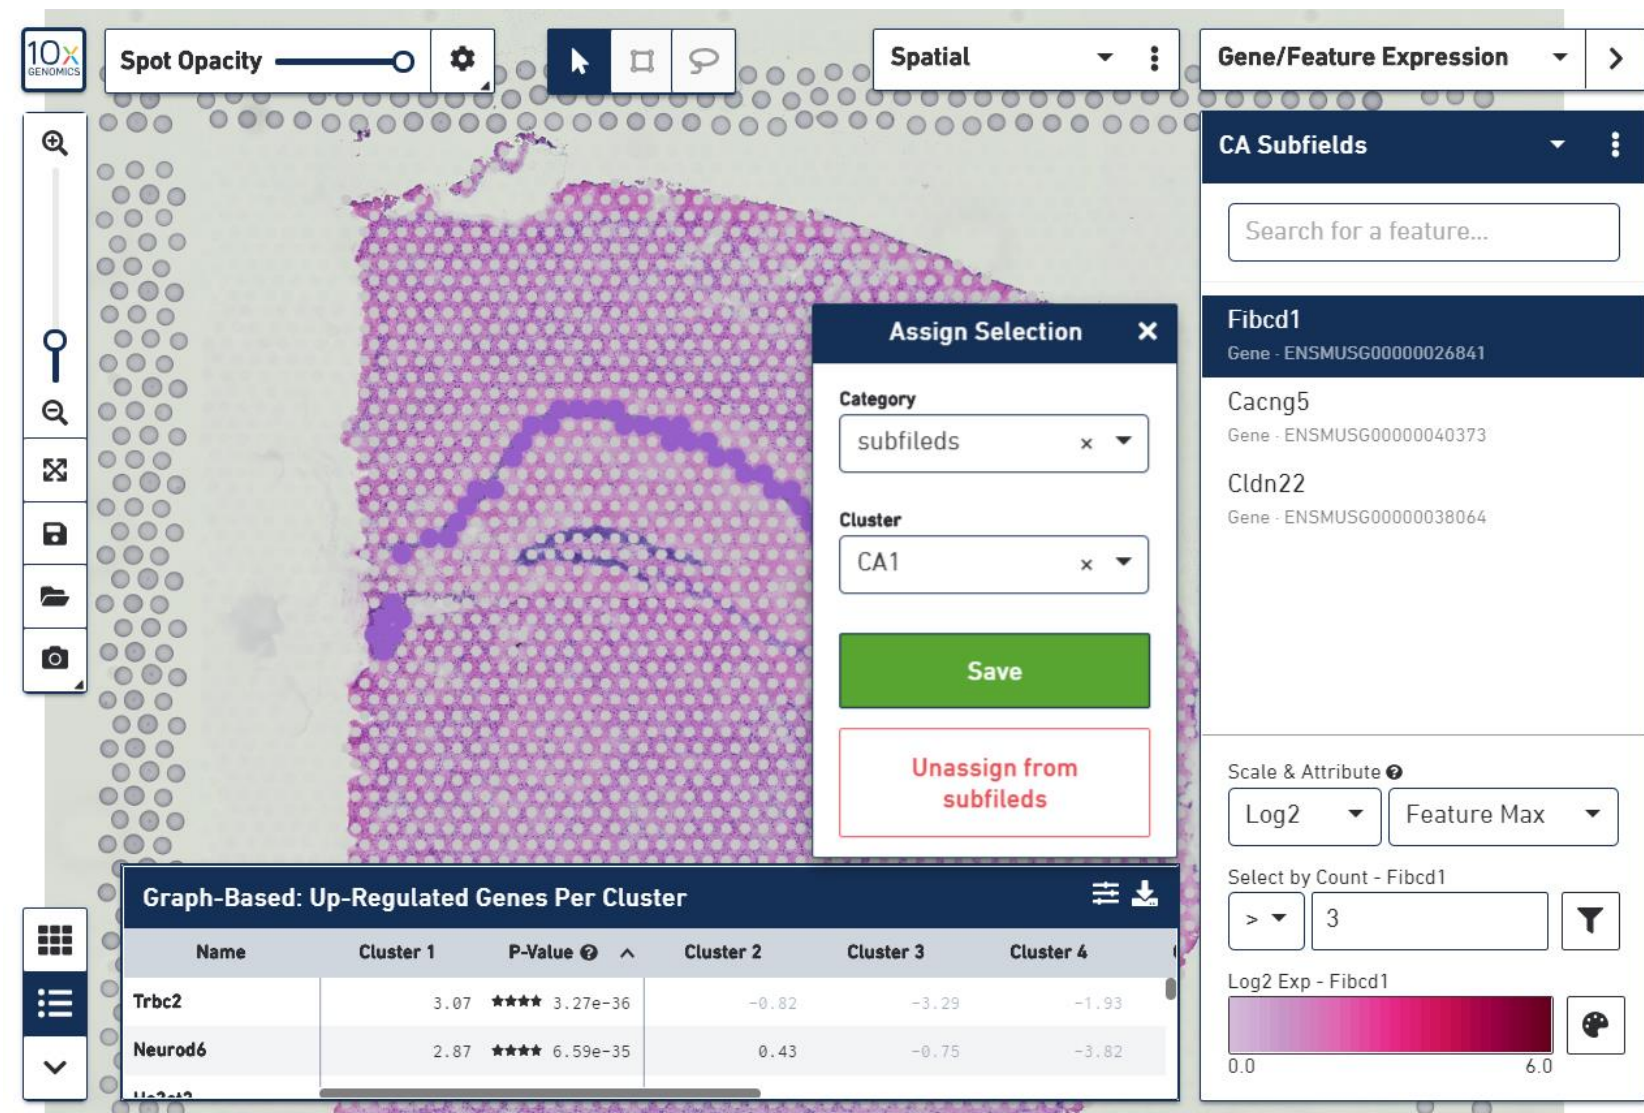 10x
GENOMICS
Spot Opacity
Spatial
Gene/Feature Expression
CA Subfields
Search for a feature...
Fibcd1
Gene · ENSMUSG00000026841
Cacng5
Gene · ENSMUSG00000040373
Cldn22
Gene · ENSMUSG00000038064
Assign Selection
Category
subfileds
Cluster
CA1
Save
Unassign from
subfileds
Scale & Attribute
Log2
Feature Max
Select by Count - Fibcd1
>
3
Log2 Exp - Fibcd1
0.0 6.0
Graph-Based: Up-Regulated Genes Per Cluster
Name Cluster 1 P-Value Cluster 2 Cluster 3 Cluster 4
Trbc2 3.07 ★★★★ 3.27e-36 -0.82 -3.29 -1.93
Neurod6 2.87 ★★★★ 6.59e-35 0.43 -0.75 -3.82